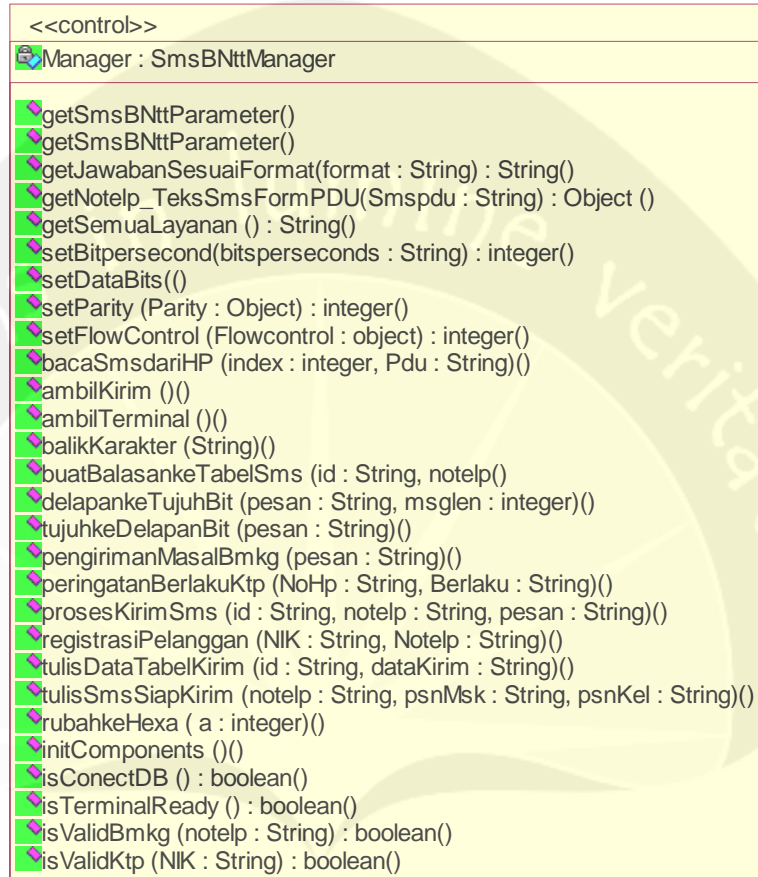 <<control>>
Manager : SmsBNttManager
getSmsBNttParameter()
getSmsBNttParameter()
getJawabanSesuaiFormat(format : String) : String()
getNotelp_TeksSmsFormPDU(Smspdu : String) : Object ()
getSemuaLayanan () : String()
setBitpersecond(bitsperseconds : String) : integer()
setDataBits(()
setParity (Parity : Object) : integer()
setFlowControl (Flowcontrol : object) : integer()
bacaSmsdariHP (index : integer, Pdu : String)()
ambilKirim ()()
ambilTerminal ()()
balikKarakter (String)()
buatBalasankeTabelSms (id : String, notelp()
delapankeTujuhBit (pesan : String, msglen : integer)()
tujuhkeDelapanBit (pesan : String)()
pengirimanMasalBmkg (pesan : String)()
peringatanBerlakuKtp (NoHp : String, Berlaku : String)()
prosesKirimSms (id : String, notelp : String, pesan : String)()
registrasiPelanggan (NIK : String, Notelp : String)()
tulisDataTabelKirim (id : String, dataKirim : String)()
tulisSmsSiapKirim (notelp : String, psnMsk : String, psnKel : String)()
rubahkeHexa ( a : integer)()
initComponents ()()
isConectDB () : boolean()
isTerminalReady () : boolean()
isValidBmkg (notelp : String) : boolean()
isValidKtp (NIK : String) : boolean()